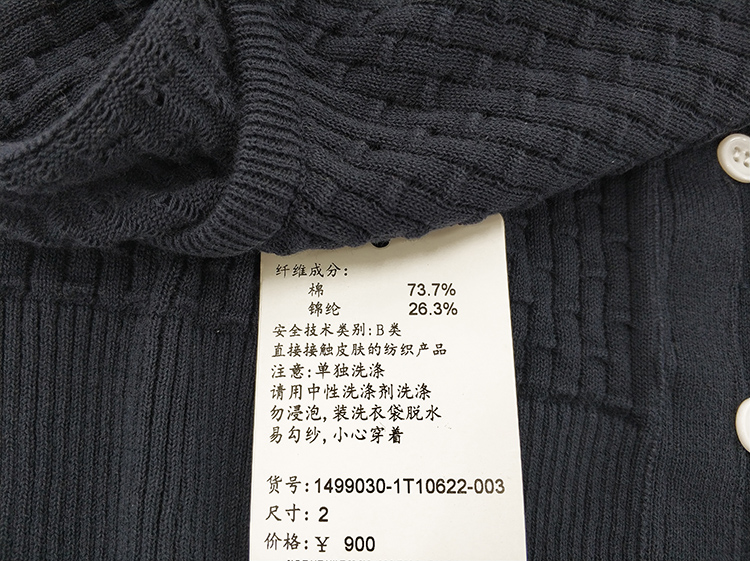 纤维成分:
棉 73.7%
锦纶 26.3%
安全技术类别:B类
直接接触皮肤的纺织产品
注意:单独洗涤
请用中性洗涤剂洗涤
勿浸泡,装洗衣袋脱水
易勾纱,小心穿着
货号:1499030-1T10622-003
尺寸:2
价格:¥ 900